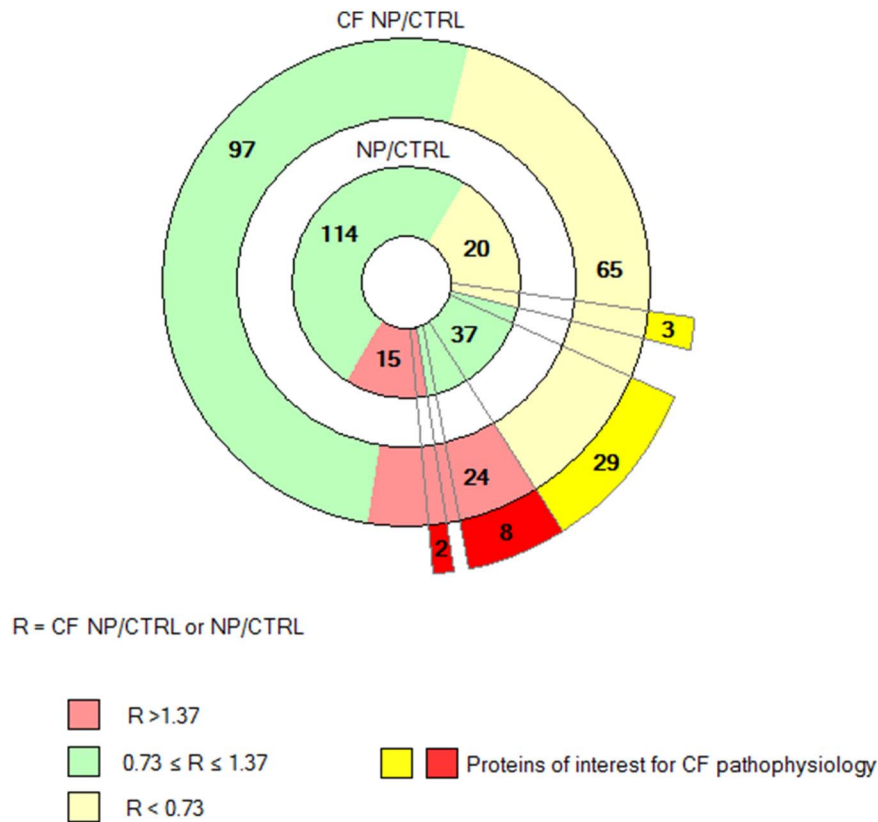 CF NP/CTRL
97
NP/CTRL
114
20
65
3
37
15
29
24
8
2
R = CF NP/CTRL or NP/CTRL
R >1.37
0.73 ≤ R ≤ 1.37
Proteins of interest for CF pathophysiology
R < 0.73